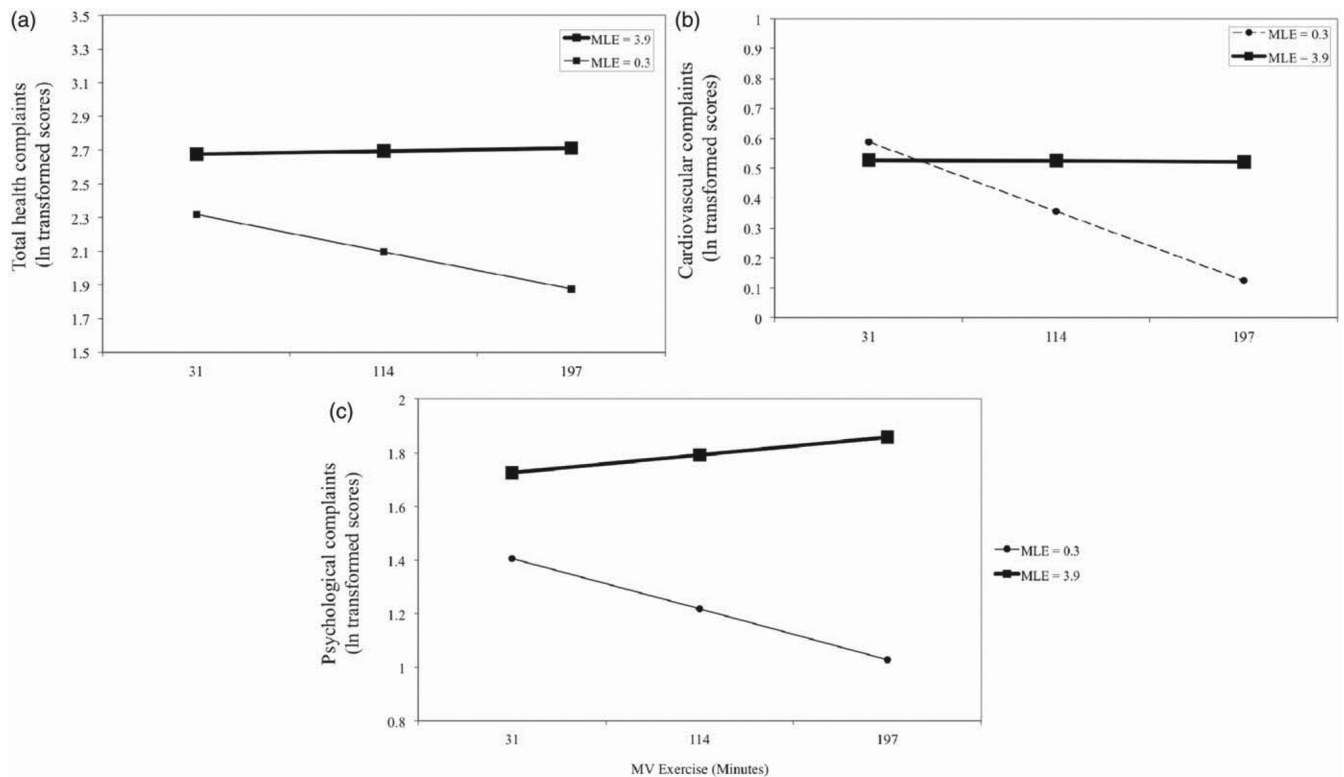 (a)
Total health complaints
(ln transformed scores)
3.5
3.3
3.1
2.9
2.7
2.5
2.3
2.1
1.9
1.7
1.5
31 114 197
MLE = 3.9
MLE = 0.3
(b)
Cardiovascular complaints
(ln transformed scores)
1
0.9
0.8
0.7
0.6
0.5
0.4
0.3
0.2
0.1
0
31 114 197
MLE = 0.3
MLE – 3.9
(c)
Psychological complaints
(ln transformed scores)
2
1.8
1.6
1.4
1.2
1
0.8
31 114 197
MV Exercise (Minutes)
MLE = 0.3
MLE = 3.9